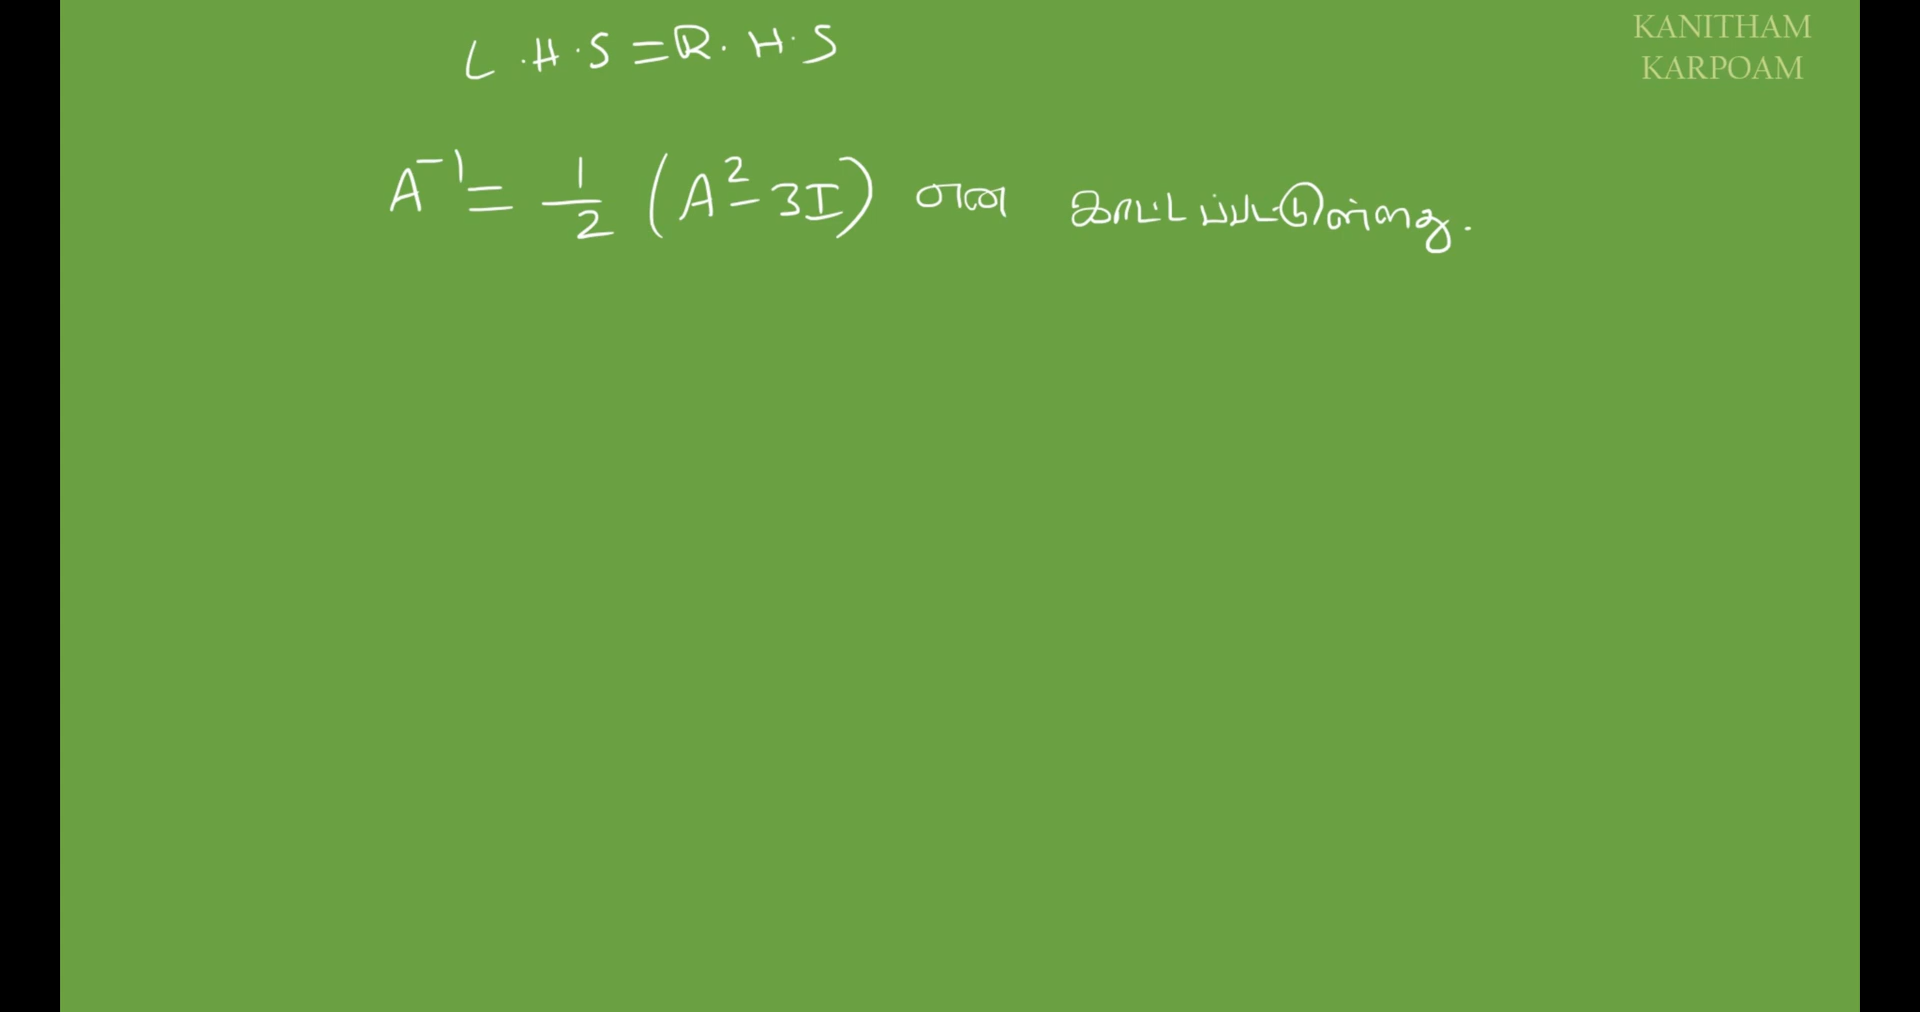 KANITHAM
KARPOAM
L.H.S = R.H.S
A⁻¹ = 1/2 (A² - 3I) என காட்டப்பட்டுள்ளது.